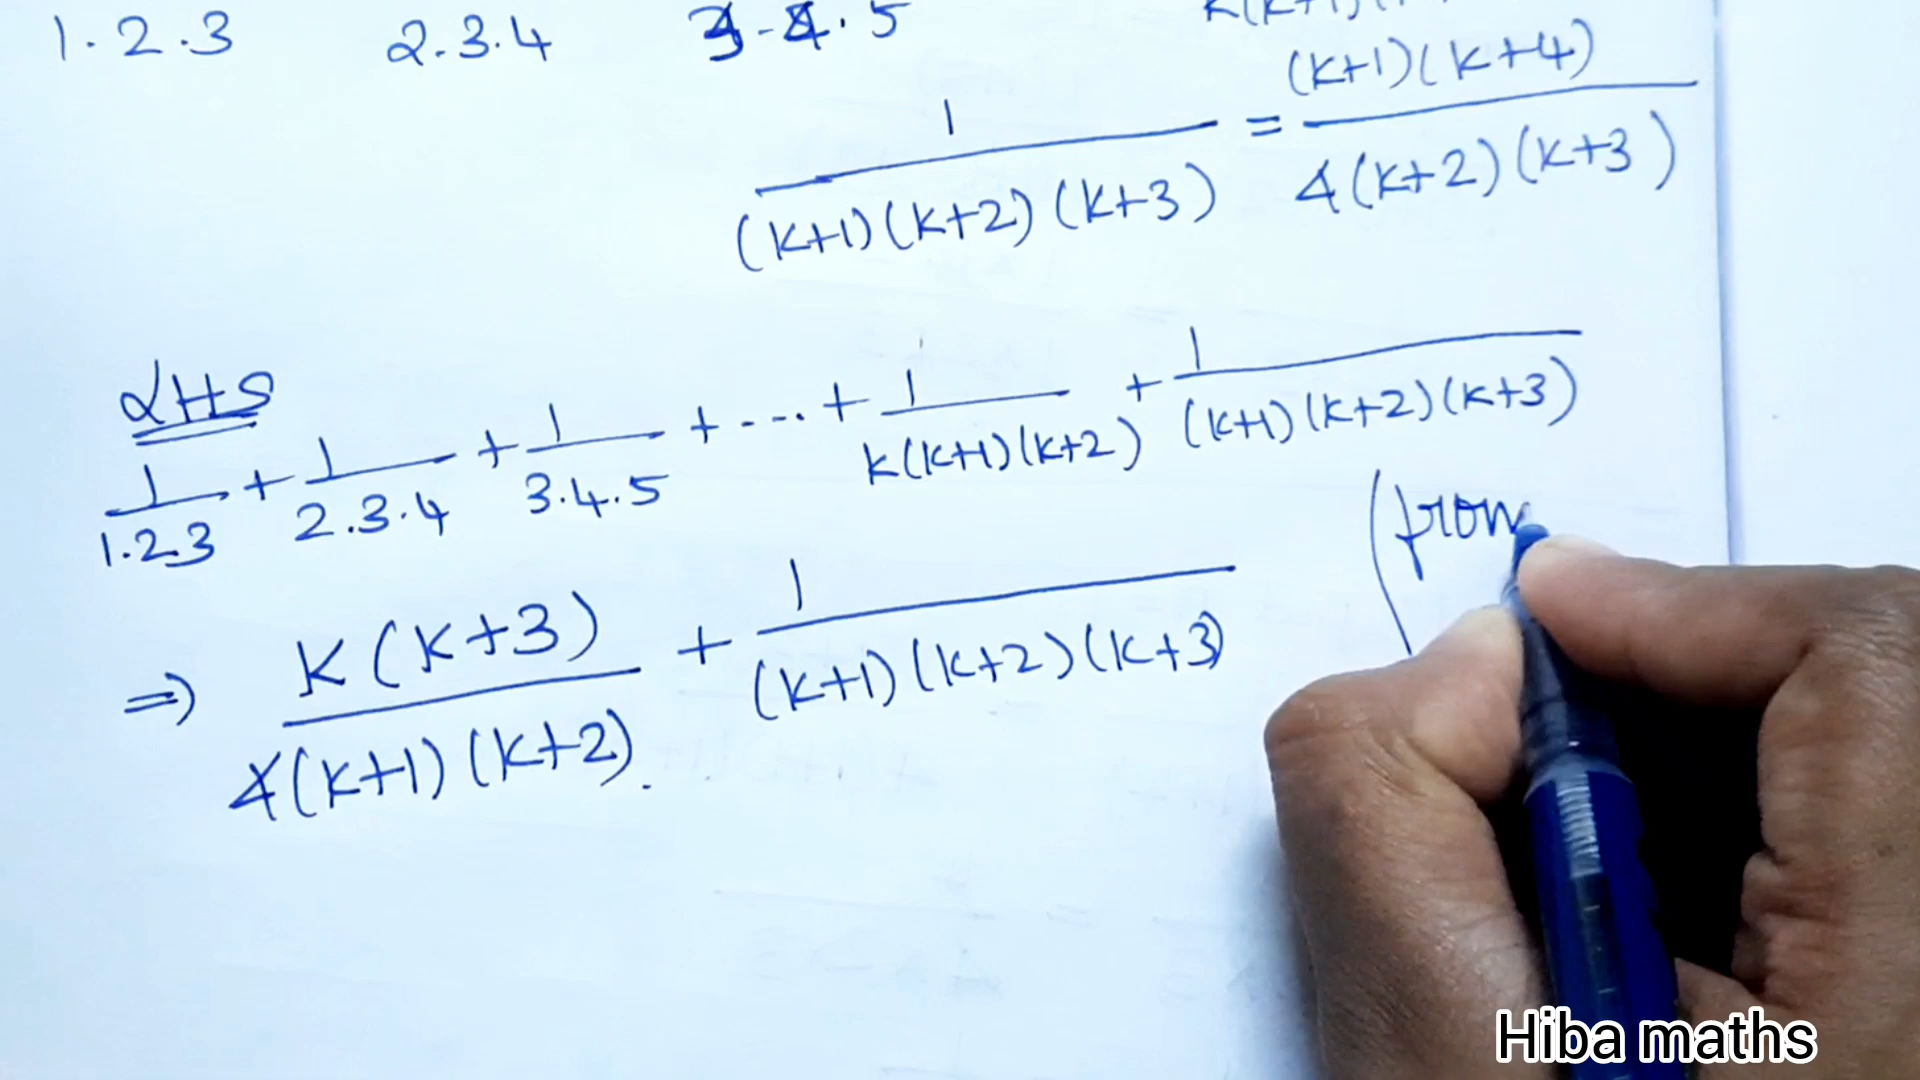 1.2.3 2.3.4 3.4.5
(k+1)(k+4)
1 =
(k+1)(k+2)(k+3) 4(k+2)(k+3)
LHS
1 + 1 + 1 + --- + 1 + 1
1.2.3 2.3.4 3.4.5 k(k+1)(k+2) (k+1)(k+2)(k+3)
(from
⇒ k(k+3) + 1
4(k+1)(k+2). (k+1)(k+2)(k+3)
Hiba maths